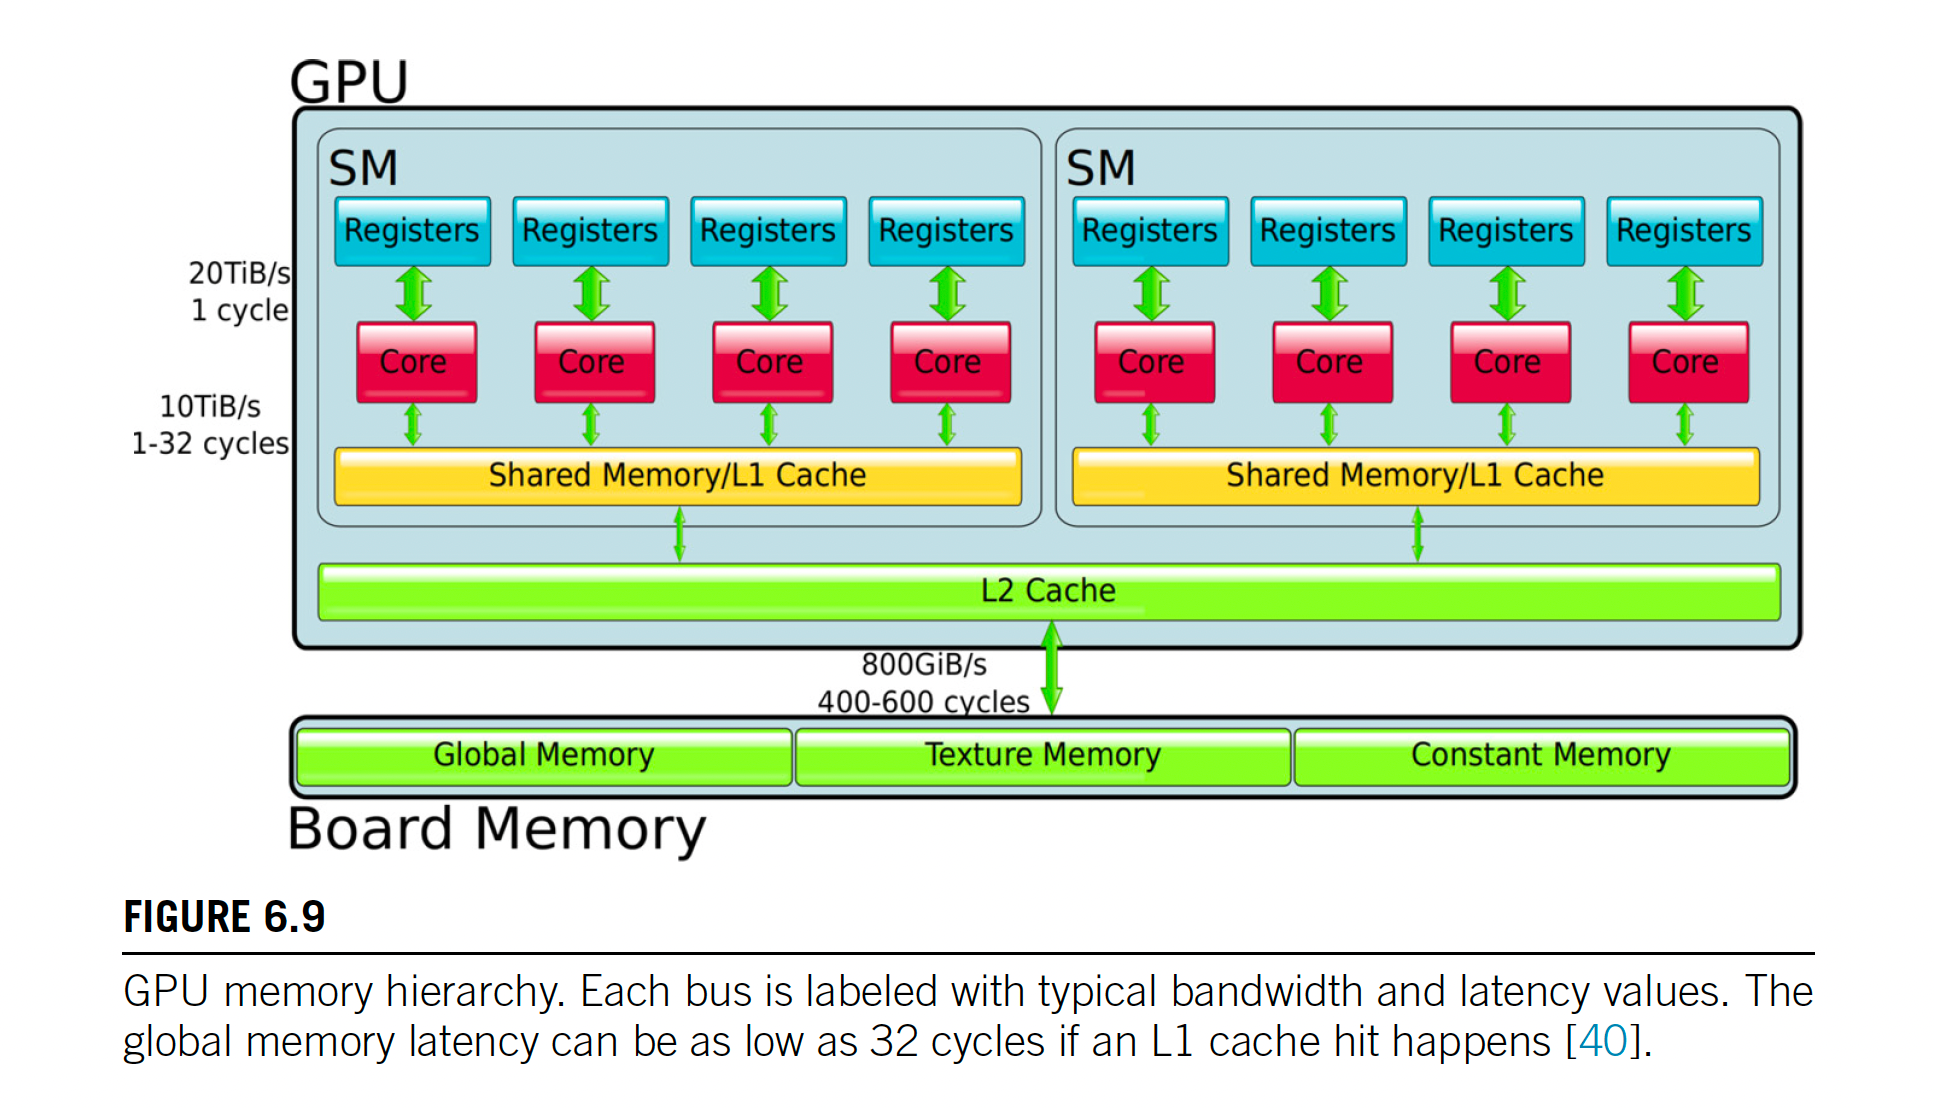 GPU
SM
SM
Registers Registers Registers Registers
Registers Registers Registers Registers
20TiB/s
1 cycle
Core Core Core Core
Core Core Core Core
10TiB/s
1-32 cycles
Shared Memory/L1 Cache
Shared Memory/L1 Cache
L2 Cache
800GiB/s
400-600 cycles
Global Memory
Texture Memory
Constant Memory
Board Memory
FIGURE 6.9
GPU memory hierarchy. Each bus is labeled with typical bandwidth and latency values. The
global memory latency can be as low as 32 cycles if an L1 cache hit happens [40].